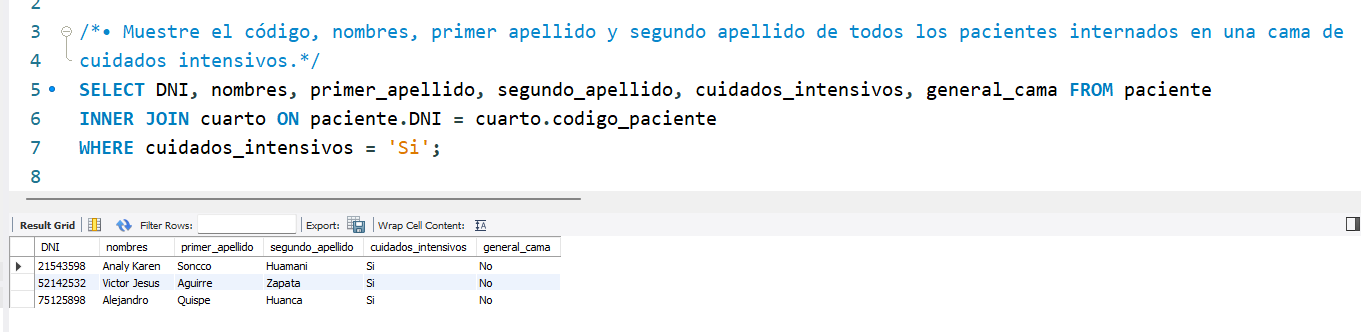 2
3 /*• Muestre el código, nombres, primer apellido y segundo apellido de todos los pacientes internados en una cama de
4 cuidados intensivos.*/
5 SELECT DNI, nombres, primer_apellido, segundo_apellido, cuidados_intensivos, general_cama FROM paciente
6 INNER JOIN cuarto ON paciente.DNI = cuarto.codigo_paciente
7 WHERE cuidados_intensivos = 'Si';
8
Result Grid Filter Rows: Export: Wrap Cell Content:
DNI nombres primer_apellido segundo_apellido cuidados_intensivos general_cama
21543598 Analy Karen Soncco Huamani Si No
52142532 Victor Jesus Aguirre Zapata Si No
75125898 Alejandro Quispe Huanca Si No